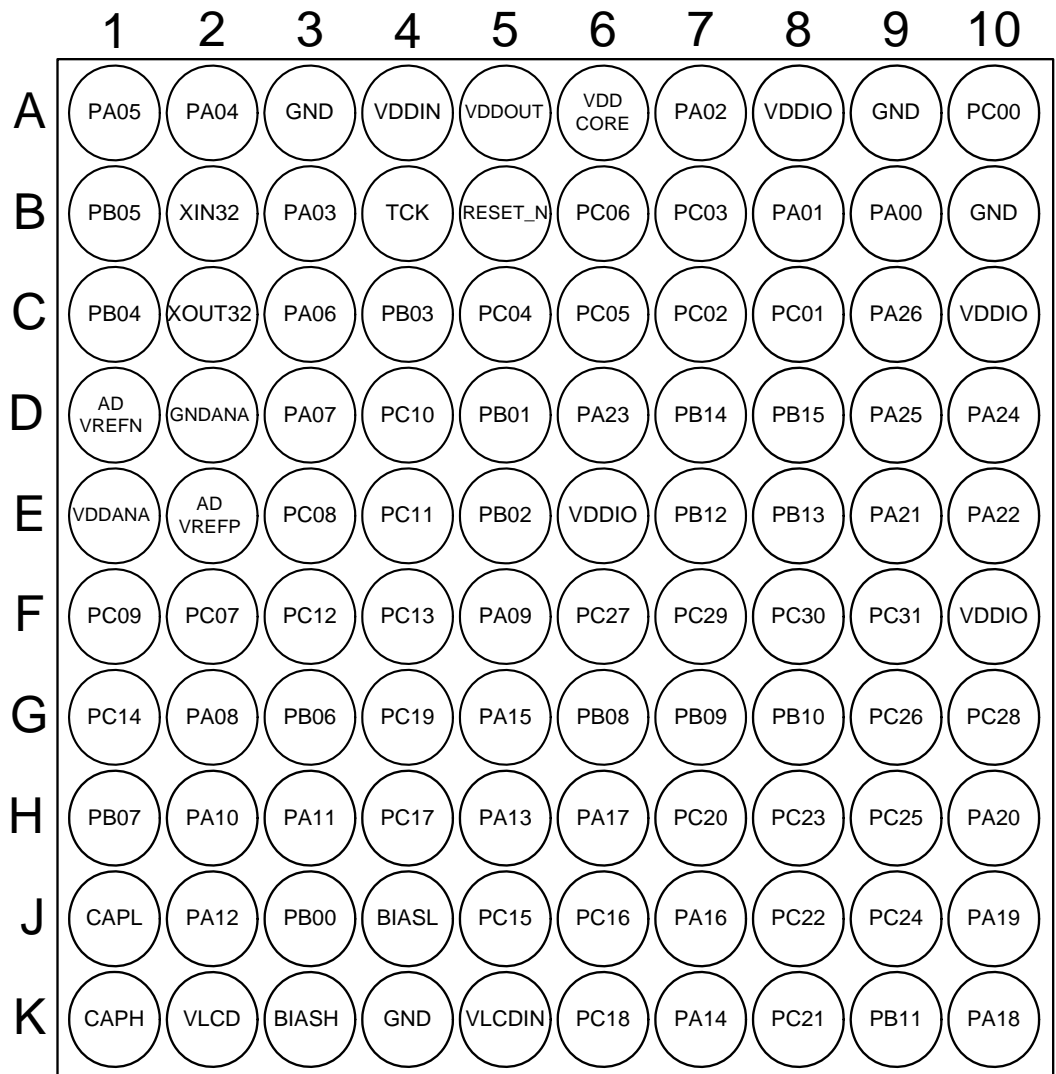 1 2 3 4 5 6 7 8 9 10
A PA05 PA04 GND VDDIN VDDOUT VDD CORE PA02 VDDIO GND PC00
B PB05 XIN32 PA03 TCK RESET_N PC06 PC03 PA01 PA00 GND
C PB04 XOUT32 PA06 PB03 PC04 PC05 PC02 PC01 PA26 VDDIO
D AD VREFN GNDANA PA07 PC10 PB01 PA23 PB14 PB15 PA25 PA24
E VDDANA AD VREFP PC08 PC11 PB02 VDDIO PB12 PB13 PA21 PA22
F PC09 PC07 PC12 PC13 PA09 PC27 PC29 PC30 PC31 VDDIO
G PC14 PA08 PB06 PC19 PA15 PB08 PB09 PB10 PC26 PC28
H PB07 PA10 PA11 PC17 PA13 PA17 PC20 PC23 PC25 PA20
J CAPL PA12 PB00 BIASL PC15 PC16 PA16 PC22 PC24 PA19
K CAPH VLCD BIASH GND VLCDIN PC18 PA14 PC21 PB11 PA18